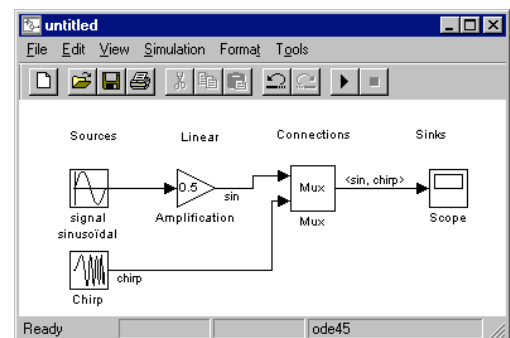 untitled
File Edit View Simulation Format Tools
Sources Linear Connections Sinks
0.5
sin
Mux
<sin, chirp>
signal
sinusoïdal
Amplification
Mux
Scope
chirp
Chirp
Ready ode45